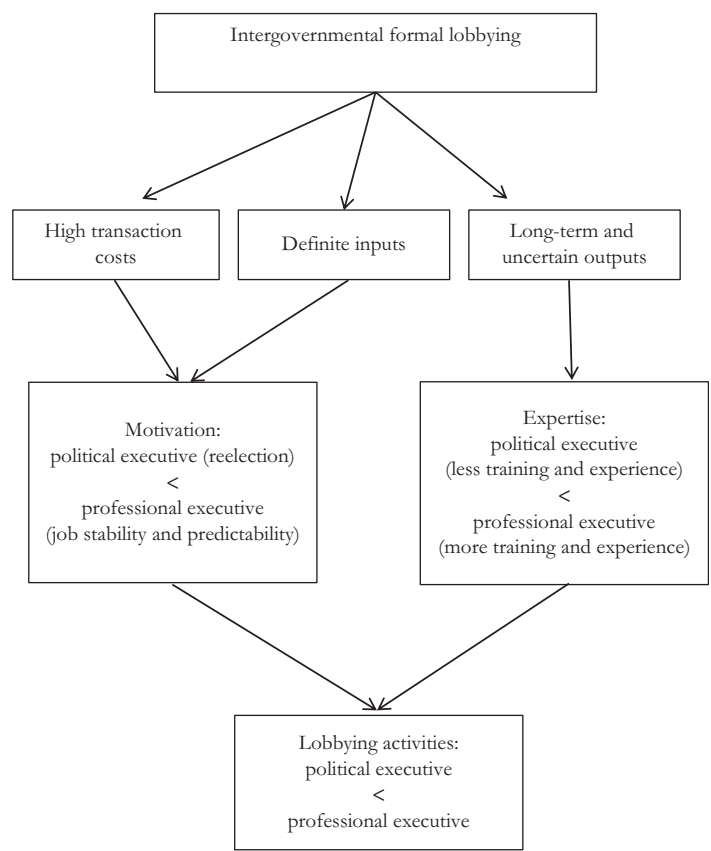 Intergovernmental formal lobbying
High transaction
costs
Definite inputs
Long-term and
uncertain outputs
Motivation:
political executive (reelection)
<
professional executive
(job stability and predictability)
Expertise:
political executive
(less training and experience)
<
professional executive
(more training and experience)
Lobbying activities:
political executive
<
professional executive